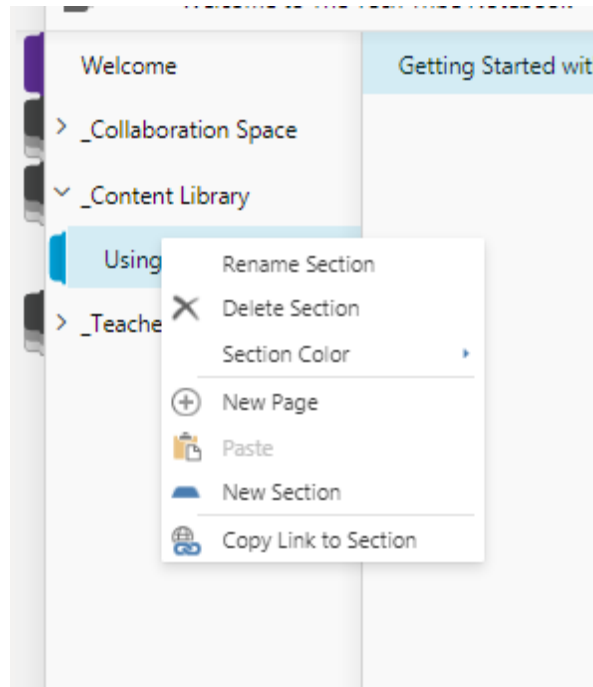 Welcome
Getting Started wit
_Collaboration Space
_Content Library
Using
_Teache
Rename Section
Delete Section
Section Color
New Page
Paste
New Section
Copy Link to Section